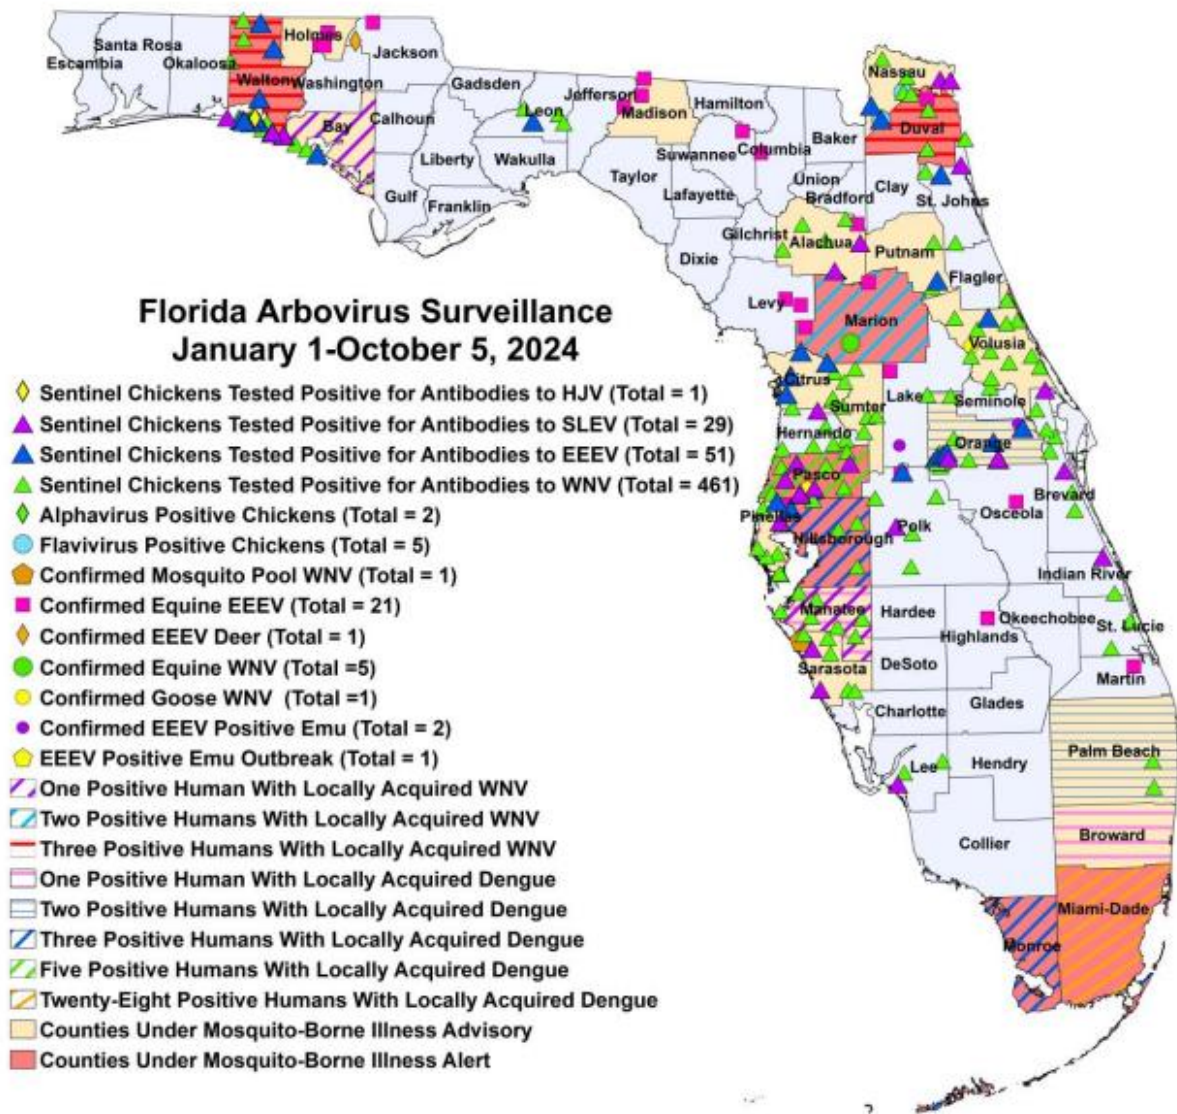 Escambia
Santa Rosa
Okaloosa
Walton
Holmes
Washington
Jackson
Bay
Calhoun
Gulf
Gadsden
Liberty
Franklin
Leon
Wakulla
Jefferson
Madison
Taylor
Hamilton
Suwannee
Lafayette
Dixie
Columbia
Gilchrist
Baker
Union
Bradford
Alachua
Levy
Nassau
Duval
Clay
St. Johns
Putnam
Flagler
Marion
Volusia
Citrus
Sumter
Lake
Seminole
Hernando
Orange
Pasco
Brevard
Pinellas
Hillsborough
Polk
Osceola
Indian River
Manatee
Hardee
Highlands
Okeechobee
St. Lucie
Sarasota
DeSoto
Martin
Charlotte
Glades
Lee
Hendry
Palm Beach
Collier
Broward
Monroe
Miami-Dade
Florida Arbovirus Surveillance
January 1-October 5, 2024
Sentinel Chickens Tested Positive for Antibodies to HJV (Total = 1)
Sentinel Chickens Tested Positive for Antibodies to SLEV (Total = 29)
Sentinel Chickens Tested Positive for Antibodies to EEEV (Total = 51)
Sentinel Chickens Tested Positive for Antibodies to WNV (Total = 461)
Alphavirus Positive Chickens (Total = 2)
Flavivirus Positive Chickens (Total = 5)
Confirmed Mosquito Pool WNV (Total = 1)
Confirmed Equine EEEV (Total = 21)
Confirmed EEEV Deer (Total = 1)
Confirmed Equine WNV (Total =5)
Confirmed Goose WNV (Total =1)
Confirmed EEEV Positive Emu (Total = 2)
EEEV Positive Emu Outbreak (Total = 1)
One Positive Human With Locally Acquired WNV
Two Positive Humans With Locally Acquired WNV
Three Positive Humans With Locally Acquired WNV
One Positive Human With Locally Acquired Dengue
Two Positive Humans With Locally Acquired Dengue
Three Positive Humans With Locally Acquired Dengue
Five Positive Humans With Locally Acquired Dengue
Twenty-Eight Positive Humans With Locally Acquired Dengue
Counties Under Mosquito-Borne Illness Advisory
Counties Under Mosquito-Borne Illness Alert